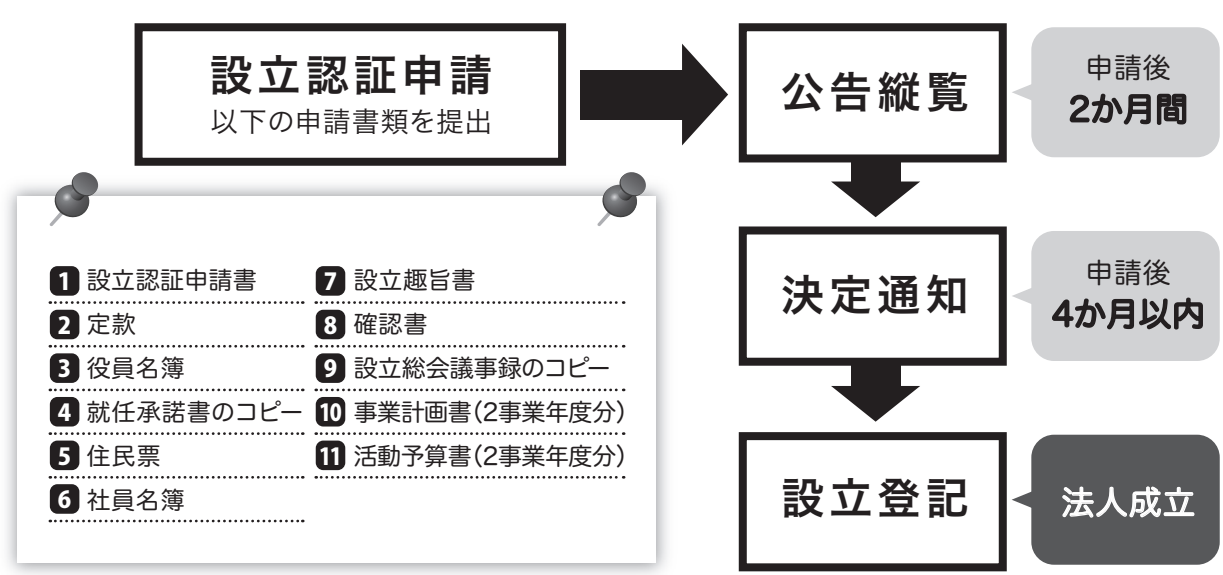 設立認証申請
以下の申請書類を提出
1 設立認証申請書
2 定款
3 役員名簿
4 就任承諾書のコピー
5 住民票
6 社員名簿
7 設立趣旨書
8 確認書
9 設立総会議事録のコピー
10 事業計画書(2事業年度分)
11 活動予算書(2事業年度分)
公告縦覧
申請後
2か月間
決定通知
申請後
4か月以内
設立登記
法人成立